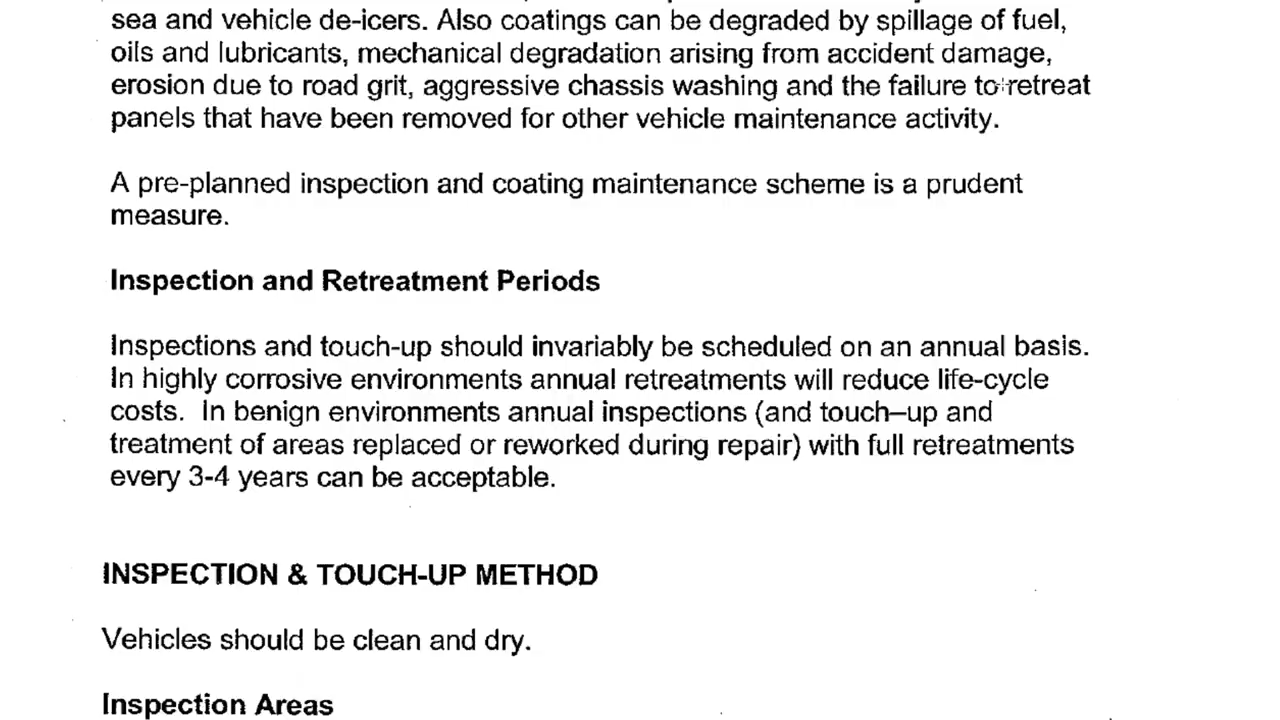 sea and vehicle de-icers. Also coatings can be degraded by spillage of fuel,
oils and lubricants, mechanical degradation arising from accident damage,
erosion due to road grit, aggressive chassis washing and the failure to retreat
panels that have been removed for other vehicle maintenance activity.
A pre-planned inspection and coating maintenance scheme is a prudent
measure.
Inspection and Retreatment Periods
Inspections and touch-up should invariably be scheduled on an annual basis.
In highly corrosive environments annual retreatments will reduce life-cycle
costs.  In benign environments annual inspections (and touch–up and
treatment of areas replaced or reworked during repair) with full retreatments
every 3-4 years can be acceptable.
INSPECTION & TOUCH-UP METHOD
Vehicles should be clean and dry.
Inspection Areas